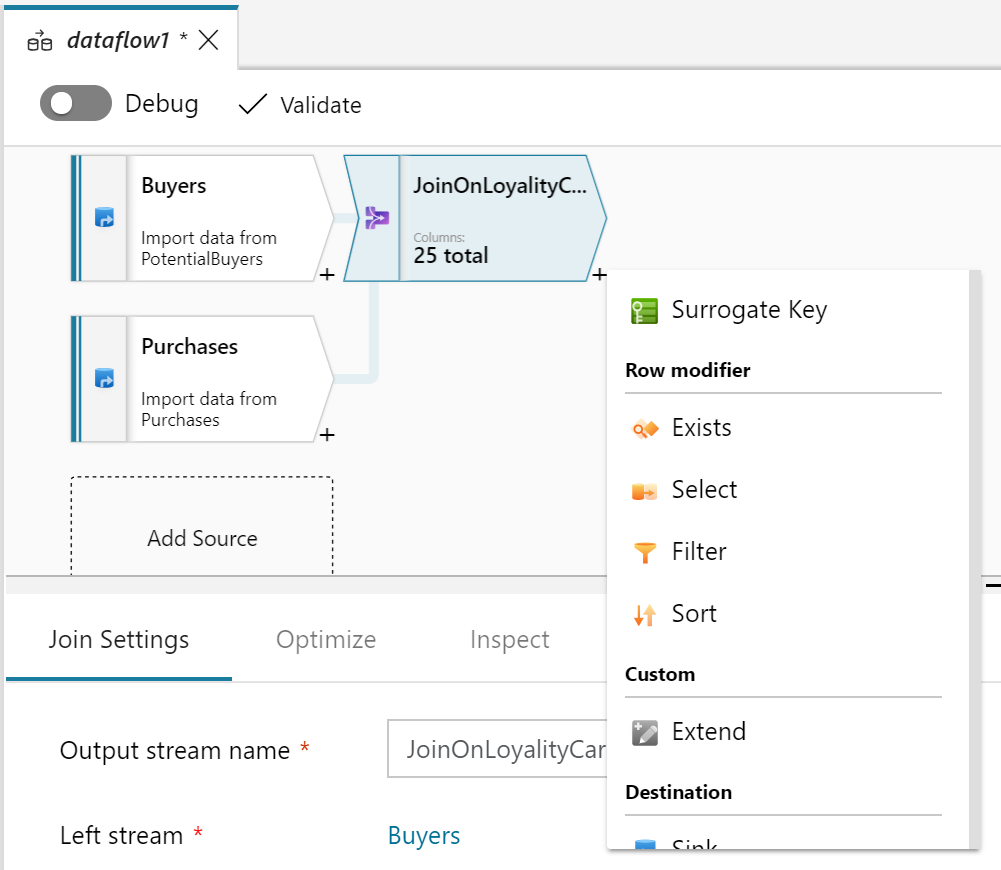 dataflow1 *
Debug
Validate
Buyers
Import data from
PotentialBuyers
JoinOnLoyalityC...
Columns:
25 total
Purchases
Import data from
Purchases
Add Source
Surrogate Key
Row modifier
Exists
Select
Filter
Sort
Custom
Extend
Destination
Sink
Join Settings
Optimize
Inspect
Output stream name *
JoinOnLoyalityCar
Left stream *
Buyers